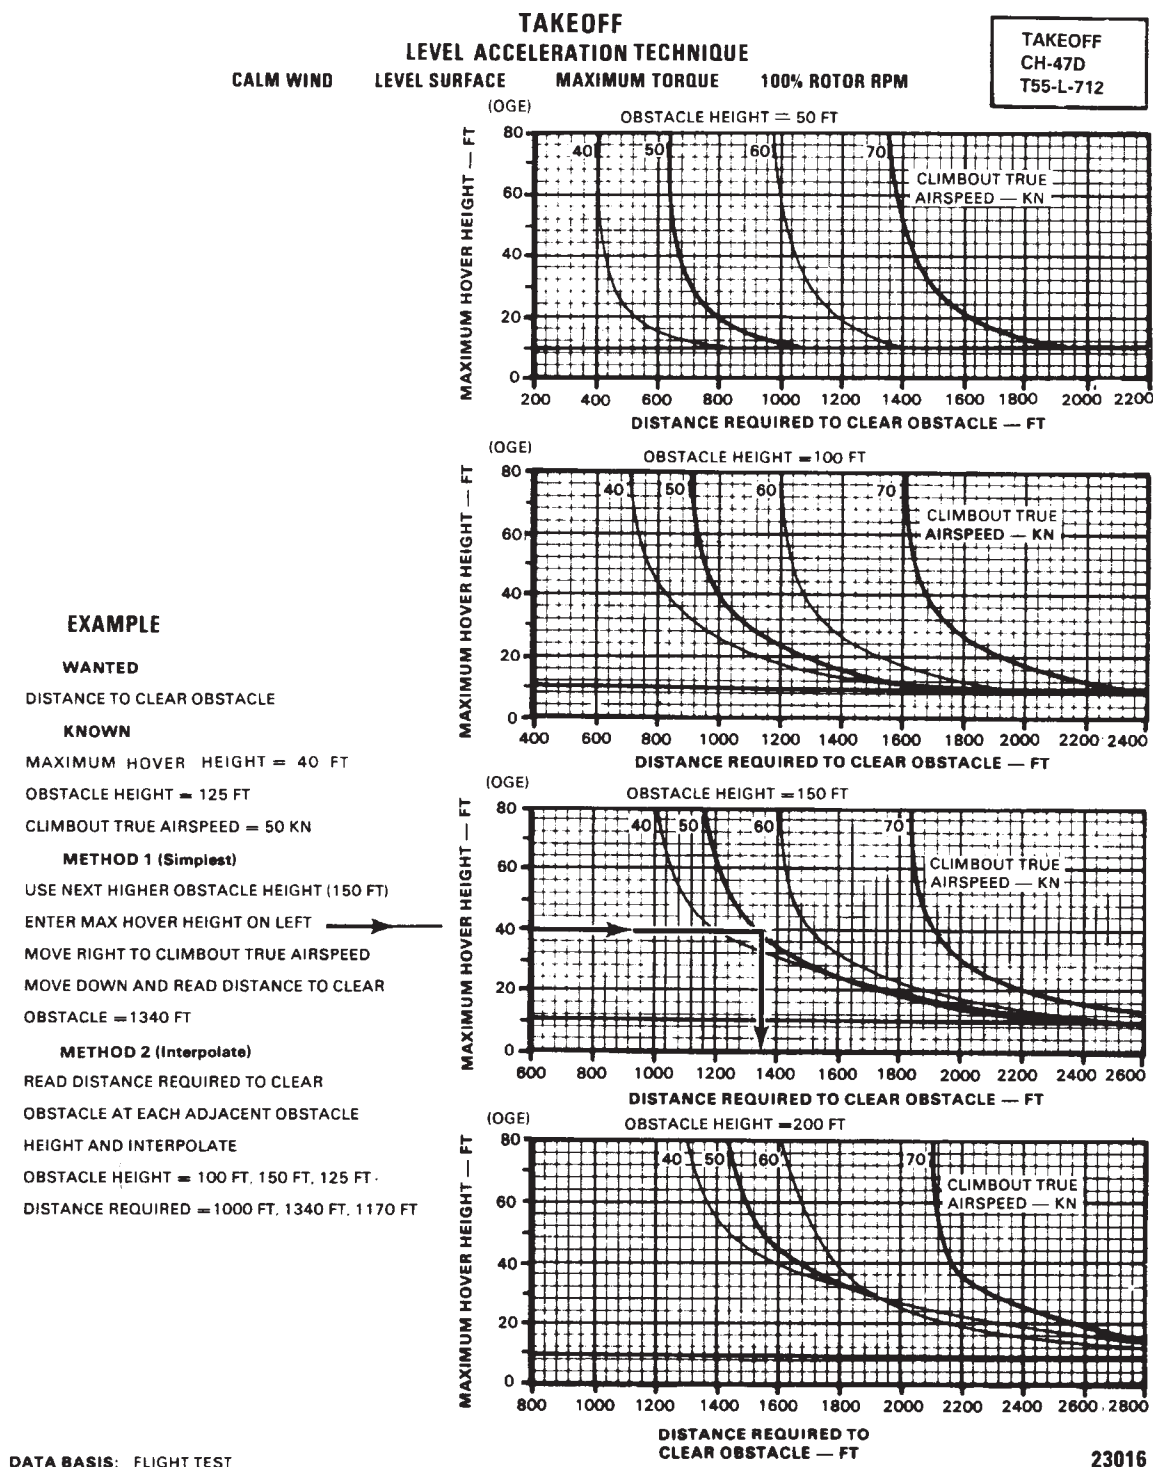 TAKEOFF
LEVEL ACCELERATION TECHNIQUE
CALM WIND LEVEL SURFACE MAXIMUM TORQUE 100% ROTOR RPM
TAKEOFF
CH-47D
T55-L-712
(OGE)
OBSTACLE HEIGHT = 50 FT
MAXIMUM HOVER HEIGHT — FT
80
60
40
20
0
40 50 60 70
CLIMBOUT TRUE
AIRSPEED — KN
200 400 600 800 1000 1200 1400 1600 1800 2000 2200
DISTANCE REQUIRED TO CLEAR OBSTACLE — FT
(OGE)
OBSTACLE HEIGHT = 100 FT
MAXIMUM HOVER HEIGHT — FT
80
60
40
20
0
40 50 60 70
CLIMBOUT TRUE
AIRSPEED — KN
400 600 800 1000 1200 1400 1600 1800 2000 2200 2400
DISTANCE REQUIRED TO CLEAR OBSTACLE — FT
EXAMPLE
WANTED
DISTANCE TO CLEAR OBSTACLE
KNOWN
MAXIMUM HOVER HEIGHT = 40 FT
OBSTACLE HEIGHT = 125 FT
CLIMBOUT TRUE AIRSPEED = 50 KN
METHOD 1 (Simplest)
USE NEXT HIGHER OBSTACLE HEIGHT (150 FT)
ENTER MAX HOVER HEIGHT ON LEFT
MOVE RIGHT TO CLIMBOUT TRUE AIRSPEED
MOVE DOWN AND READ DISTANCE TO CLEAR
OBSTACLE = 1340 FT
METHOD 2 (Interpolate)
READ DISTANCE REQUIRED TO CLEAR
OBSTACLE AT EACH ADJACENT OBSTACLE
HEIGHT AND INTERPOLATE
OBSTACLE HEIGHT = 100 FT, 150 FT, 125 FT
DISTANCE REQUIRED = 1000 FT, 1340 FT, 1170 FT
(OGE)
OBSTACLE HEIGHT = 150 FT
MAXIMUM HOVER HEIGHT — FT
80
60
40
20
0
40 50 60 70
CLIMBOUT TRUE
AIRSPEED — KN
600 800 1000 1200 1400 1600 1800 2000 2200 2400 2600
DISTANCE REQUIRED TO CLEAR OBSTACLE — FT
(OGE)
OBSTACLE HEIGHT = 200 FT
MAXIMUM HOVER HEIGHT — FT
80
60
40
20
0
40 50 60 70
CLIMBOUT TRUE
AIRSPEED — KN
800 1000 1200 1400 1600 1800 2000 2200 2400 2600 2800
DISTANCE REQUIRED TO
CLEAR OBSTACLE — FT
DATA BASIS: FLIGHT TEST
23016